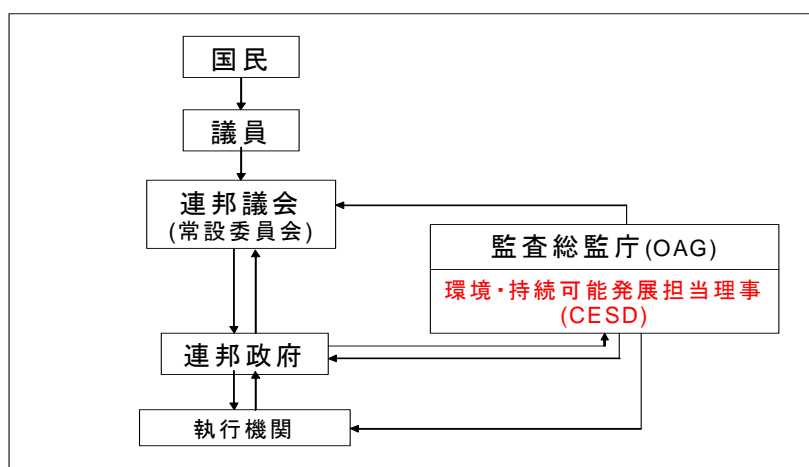 国民
議員
連邦議会
(常設委員会)
監査総監庁(OAG)
環境・持続可能発展担当理事
(CESD)
連邦政府
執行機関